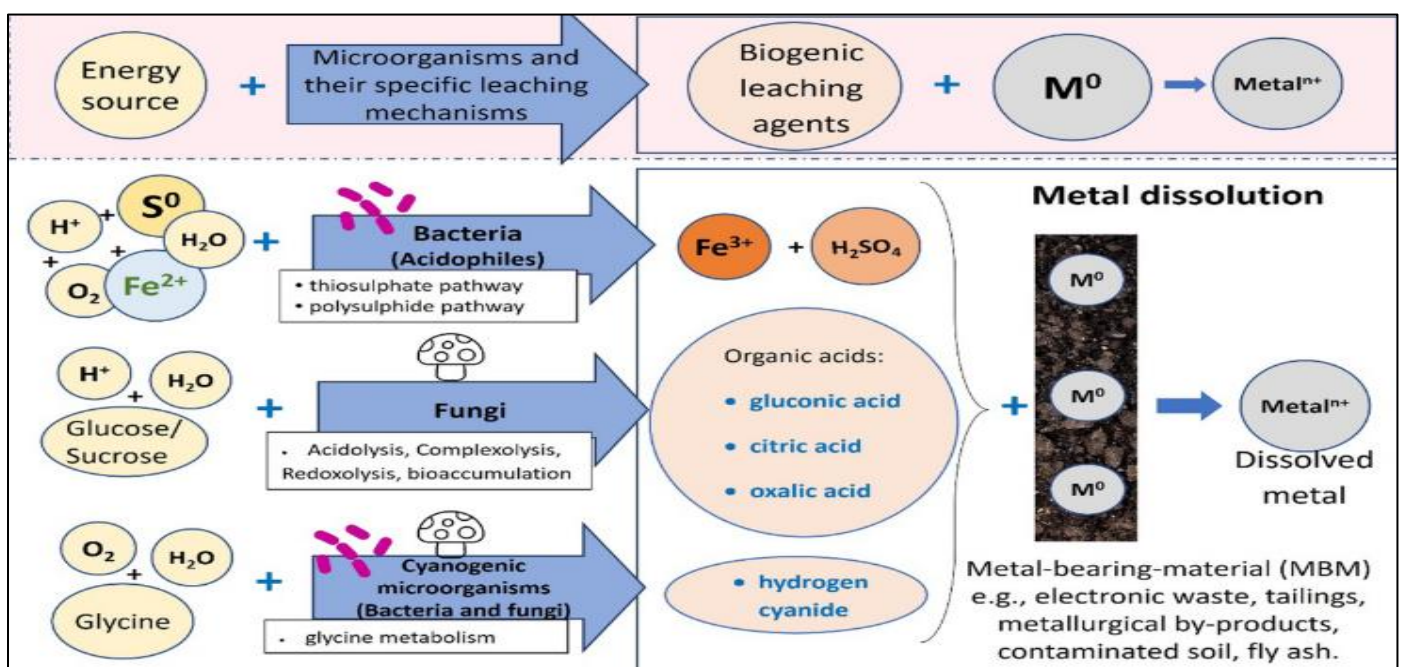 Energy
source
+
Microorganisms and
their specific leaching
mechanisms
Biogenic
leaching
agents
+
M⁰
Metalⁿ⁺
H⁺
+
S⁰
+
H₂O
+
O₂
Fe²⁺
+
Bacteria
(Acidophiles)
• thiosulphate pathway
• polysulphide pathway
Fe³⁺
+
H₂SO₄
H⁺
+
H₂O
Glucose/
Sucrose
+
Fungi
. Acidolysis, Complexolysis,
Redoxolysis, bioaccumulation
Organic acids:
• gluconic acid
• citric acid
• oxalic acid
O₂
+
H₂O
Glycine
+
Cyanogenic
microorganisms
(Bacteria and fungi)
. glycine metabolism
• hydrogen
cyanide
Metal dissolution
+
M⁰
M⁰
M⁰
Metalⁿ⁺
Dissolved
metal
Metal-bearing-material (MBM)
e.g., electronic waste, tailings,
metallurgical by-products,
contaminated soil, fly ash.